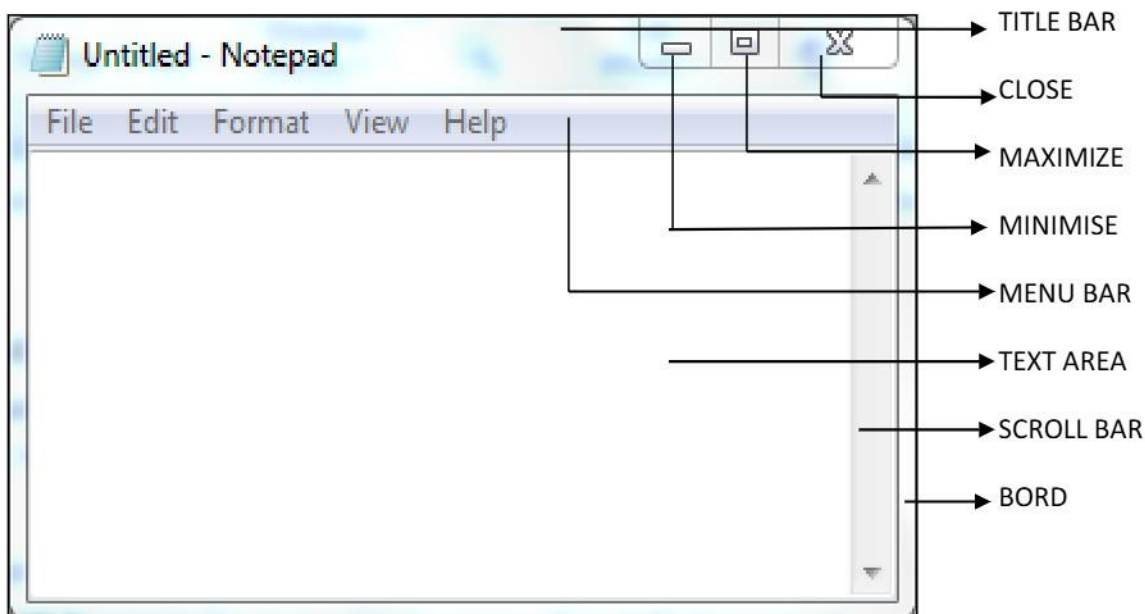 TITLE BAR
Untitled - Notepad
CLOSE
File Edit Format View Help
MAXIMIZE
MINIMISE
MENU BAR
TEXT AREA
SCROLL BAR
BORD